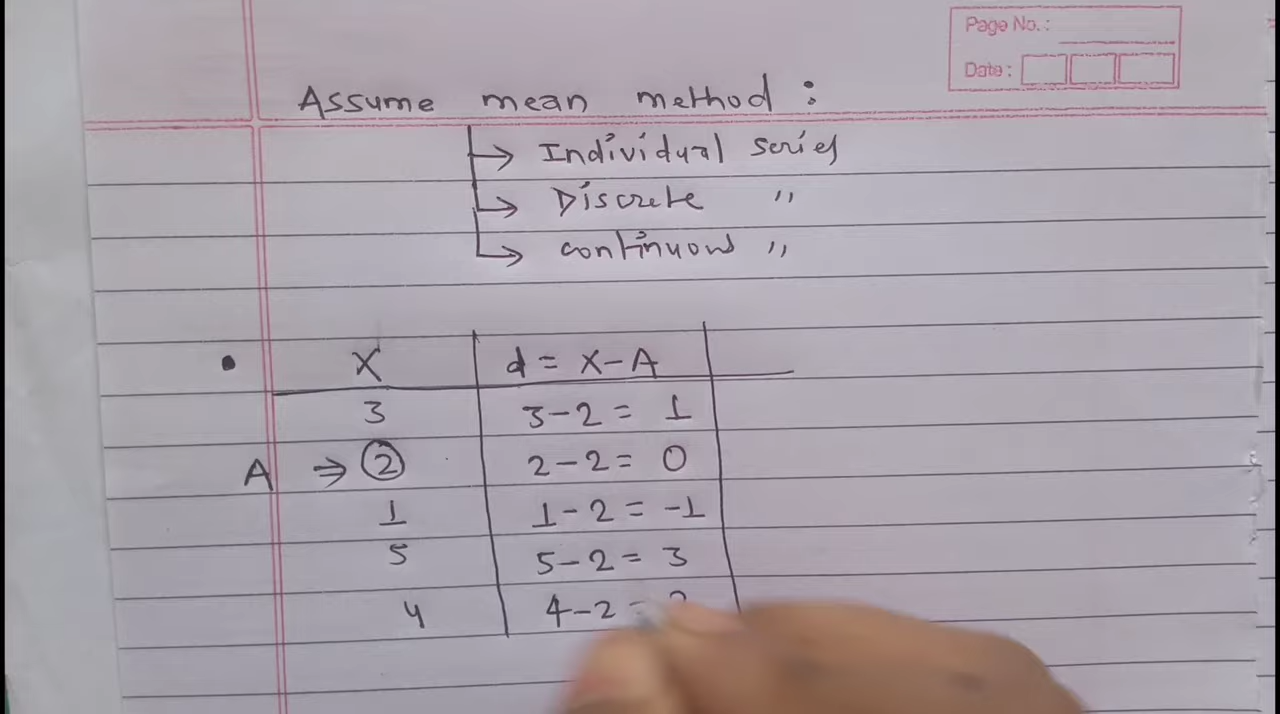 Page No.:
Date:
Assume mean method :
→ Individual series
→ Discrete "
→ continuous "
• X d = X-A
3 3-2 = 1
A ⇒ 2 2-2 = 0
1 1-2 = -1
5 5-2 = 3
4 4-2 =